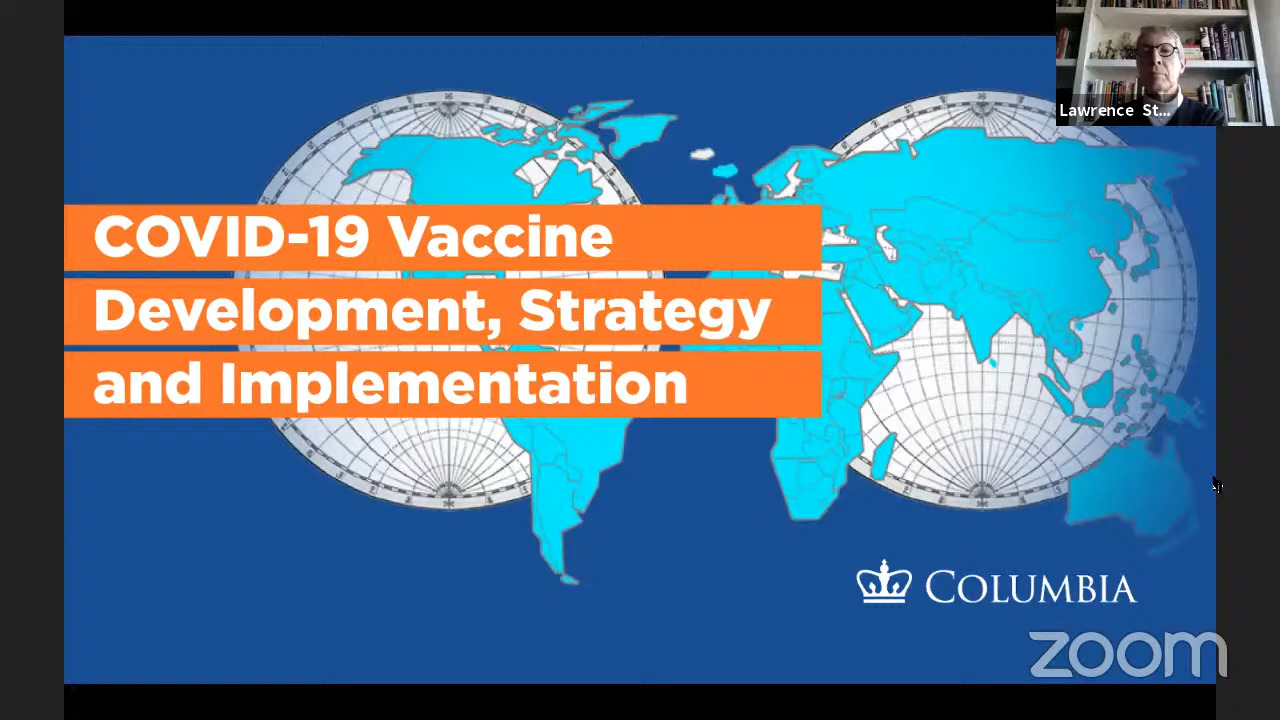 Lawrence St...
COVID-19 Vaccine
Development, Strategy
and Implementation
COLUMBIA
zoom